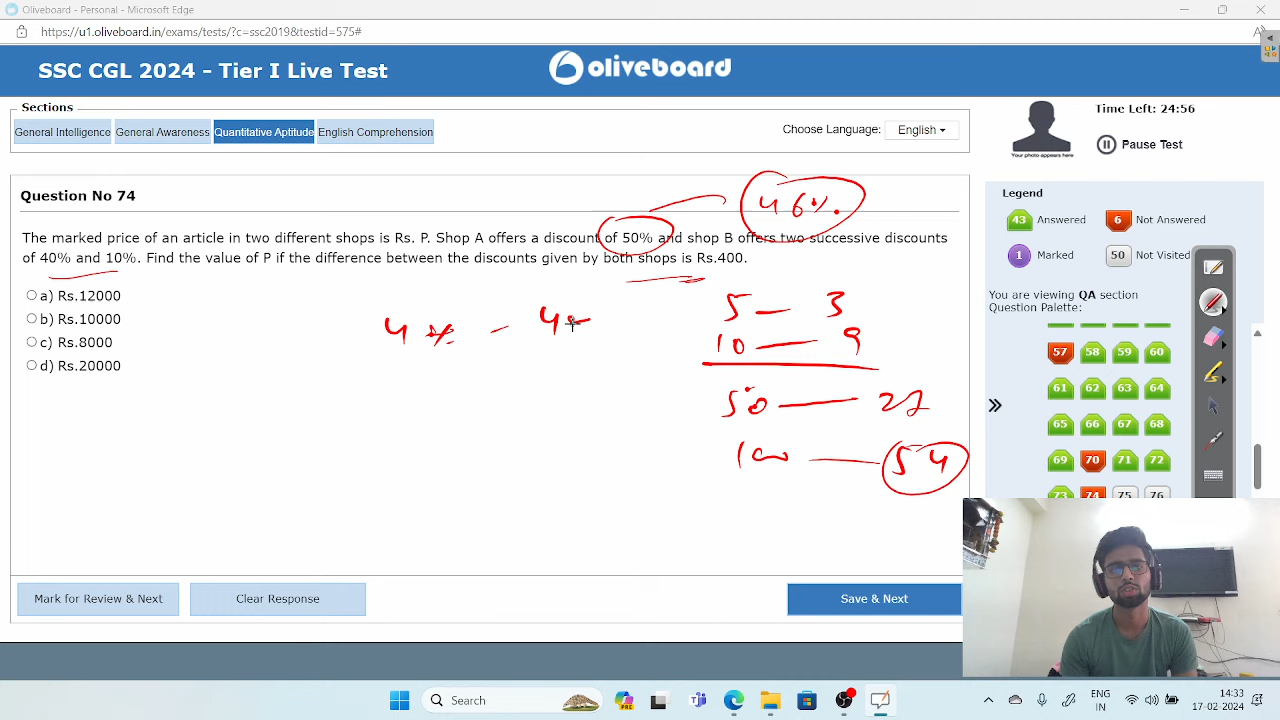 Oliveboard - Personal - Microsoft Edge
https://u1.oliveboard.in/exams/tests/?c=ssc2019&testid=575#
SSC CGL 2024 - Tier I Live Test
oliveboard
Sections
General Intelligence General Awareness Quantitative Aptitude English Comprehension
Choose Language: English
Time Left: 24:56
Your photo appears here
Pause Test
Question No 74
46%.
The marked price of an article in two different shops is Rs. P. Shop A offers a discount of 50% and shop B offers two successive discounts
of 40% and 10%. Find the value of P if the difference between the discounts given by both shops is Rs.400.
a) Rs.12000
b) Rs.10000
c) Rs.8000
d) Rs.20000
4 % - 40
5 — 3
10 — 9
50 — 27
100 — 54
Legend
43 Answered 6 Not Answered
1 Marked 50 Not Visited
You are viewing QA section
Question Palette:
57 58 59 60
61 62 63 64
65 66 67 68
69 70 71 72
73 74 75 76
Mark for Review & Next
Clear Response
Save & Next
Search
PRE
ENG
IN
14:33
17-02-2024